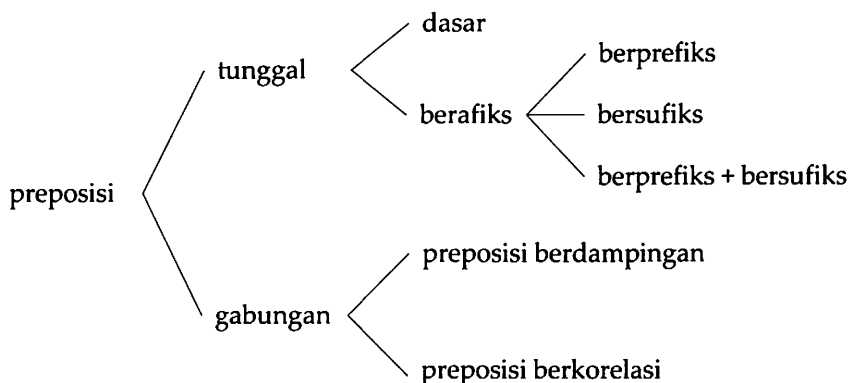 dasar
berprefiks
tunggal
berafiks
bersufiks
berprefiks + bersufiks
preposisi
preposisi berdampingan
gabungan
preposisi berkorelasi